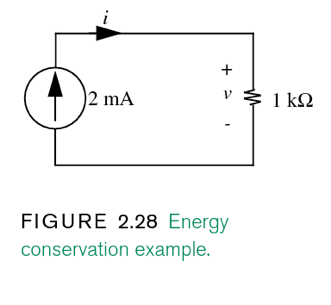 i
+
2 mA
v
1 kΩ
-
FIGURE 2.28 Energy
conservation example.